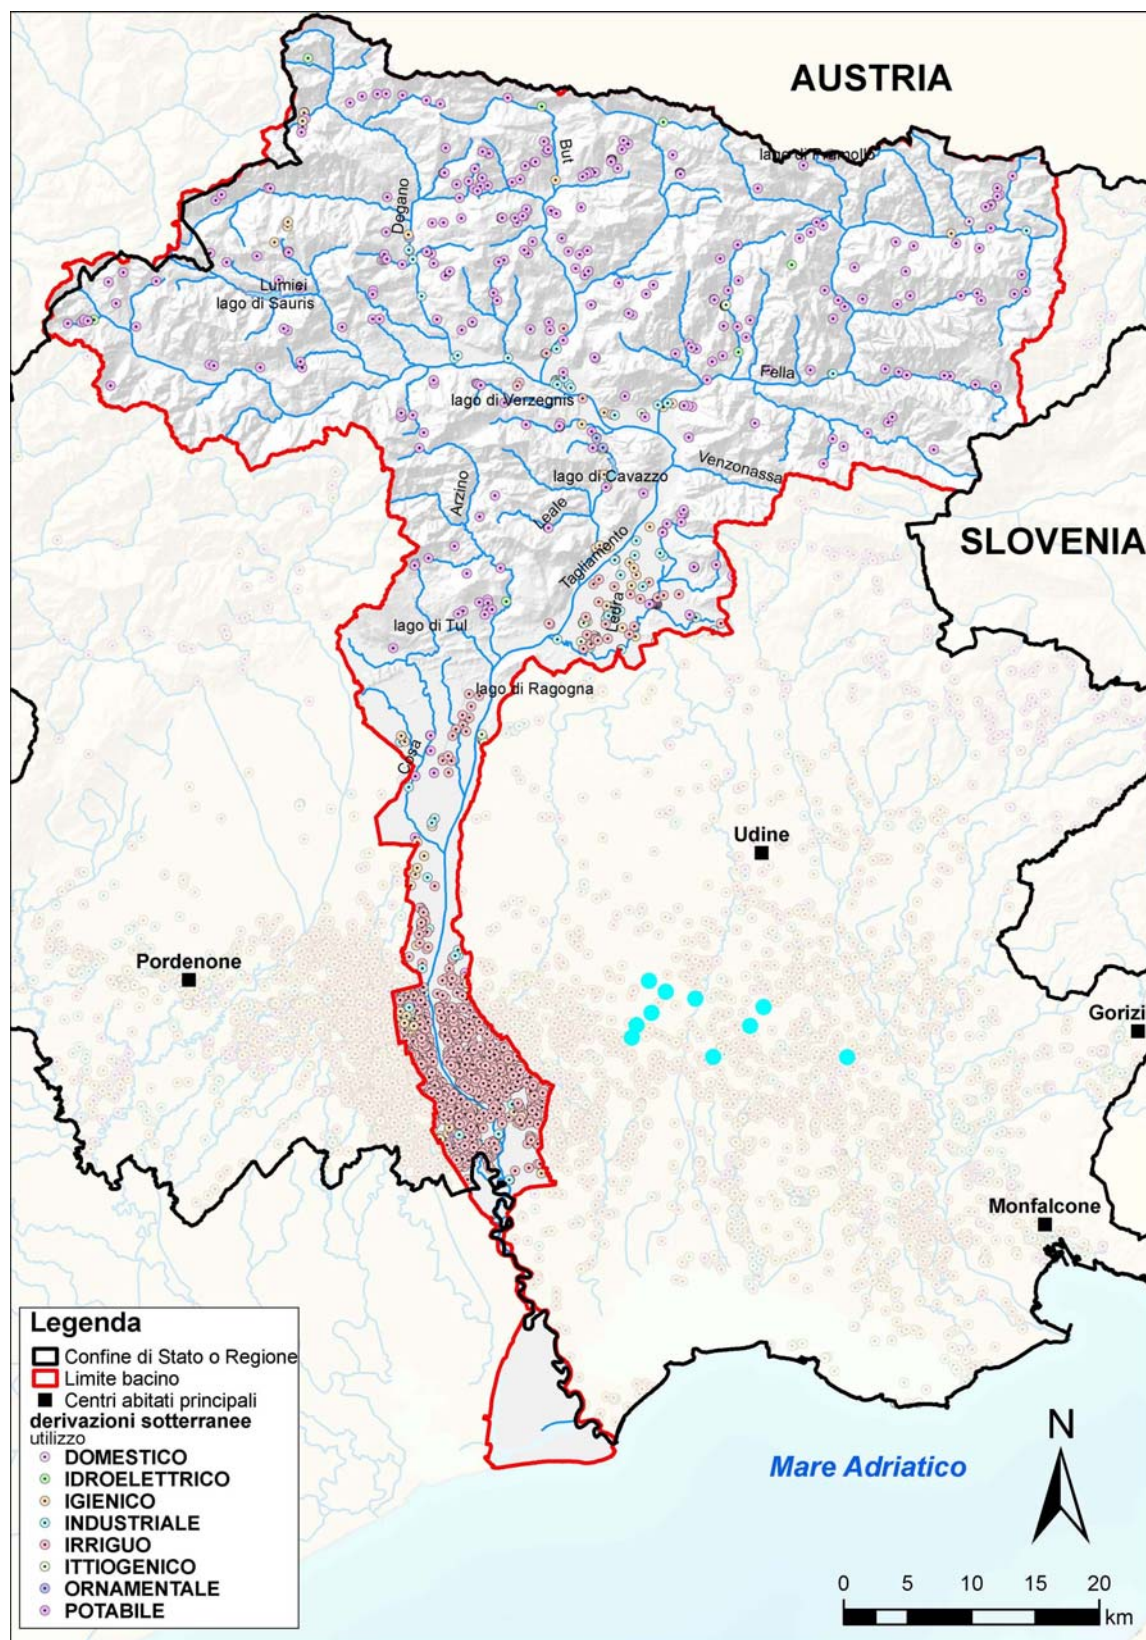 AUSTRIA
lago di Pramollo
But
Degano
Lumiei
lago di Sauris
Fella
lago di Verzegnis
Venzonassa
lago di Cavazzo
Arzino
Leale
SLOVENIA
Tagliamento
Ledra
lago di Tul
lago di Ragogna
Cosa
Udine
Pordenone
Gorizi
Monfalcone
Legenda
Confine di Stato o Regione
Limite bacino
Centri abitati principali
derivazioni sotterranee
utilizzo
DOMESTICO
IDROELETTRICO
IGIENICO
INDUSTRIALE
IRRIGUO
ITTIOGENICO
ORNAMENTALE
POTABILE
Mare Adriatico
N
0 5 10 15 20
km